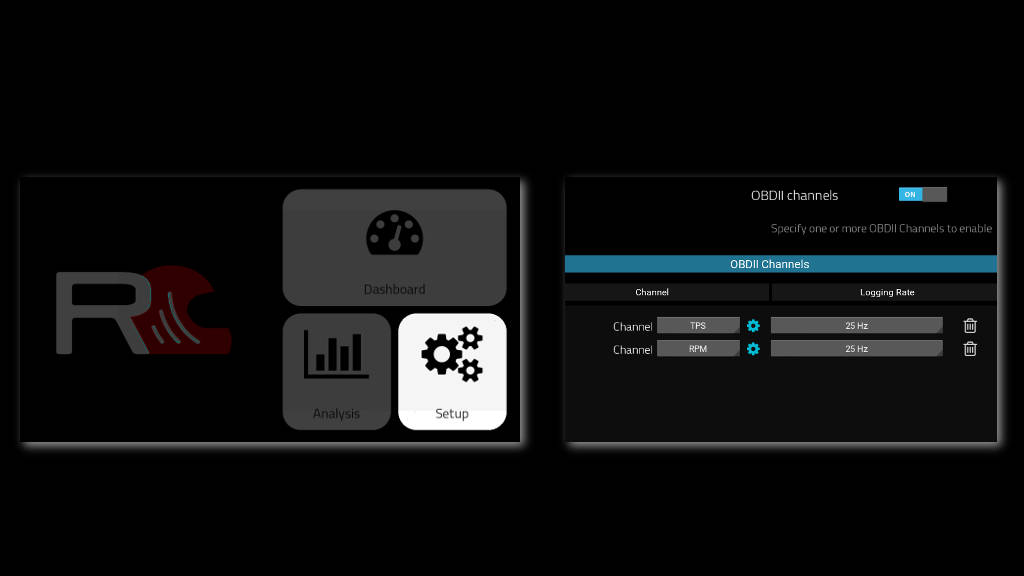 RC
Dashboard
Analysis
Setup
OBDII channels
ON
Specify one or more OBDII Channels to enable
OBDII Channels
Channel
Logging Rate
Channel TPS 25 Hz
Channel RPM 25 Hz